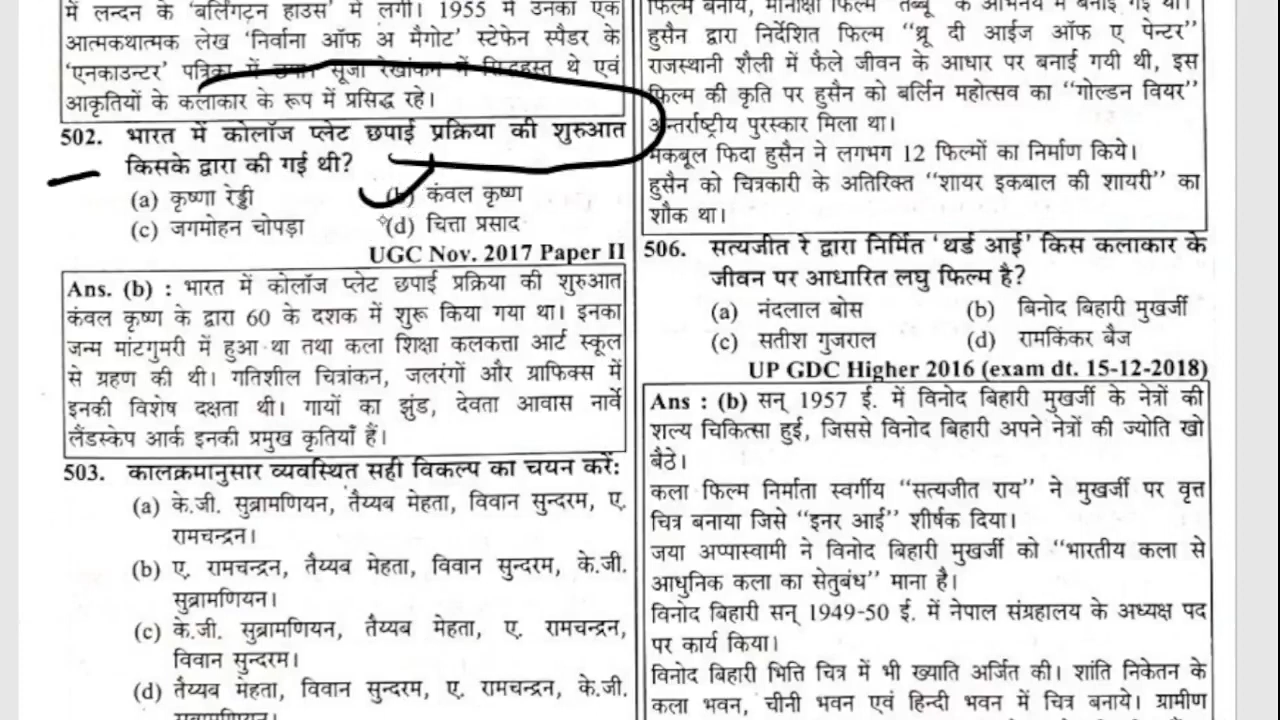 में लन्दन के 'बर्लिंगट्न हाउस' में लगी। 1955 में उनका एक
आत्मकथात्मक लेख 'निर्वाना ऑफ अ मैगोट' स्टेफेन स्पैडर के
'एनकाउन्टर' पत्रिका में सूजा रेखांकन में सिद्धहस्त थे एवं
आकृतियों के कलाकार के रूप में प्रसिद्ध रहे।
502. भारत में कोलॉज प्लेट छपाई प्रक्रिया की शुरुआत
किसके द्वारा की गई थी?
(a) कृष्णा रेड्डी (b) कंवल कृष्ण
(c) जगमोहन चोपड़ा (d) चित्ता प्रसाद
UGC Nov. 2017 Paper II
Ans. (b) : भारत में कोलॉज प्लेट छपाई प्रक्रिया की शुरुआत
कंवल कृष्ण के द्वारा 60 के दशक में शुरू किया गया था। इनका
जन्म मांटगुमरी में हुआ था तथा कला शिक्षा कलकत्ता आर्ट स्कूल
से ग्रहण की थी। गतिशील चित्रांकन, जलरंगों और ग्राफिक्स में
इनकी विशेष दक्षता थी। गायों का झुंड, देवता आवास नार्वे
लैंडस्केप आर्क इनकी प्रमुख कृतियाँ हैं।
503. कालक्रमानुसार व्यवस्थित सही विकल्प का चयन करें:
(a) के.जी. सुब्रामणियन, तैय्यब मेहता, विवान सुन्दरम, ए.
रामचन्द्रन।
(b) ए. रामचन्द्रन, तैय्यब मेहता, विवान सुन्दरम, के.जी.
सुब्रामणियन।
(c) के.जी. सुब्रामणियन, तैय्यब मेहता, ए. रामचन्द्रन,
विवान सुन्दरम।
(d) तैय्यब मेहता, विवान सुन्दरम, ए. रामचन्द्रन, के.जी.
सुब्रामणियन।
फिल्म बनाये, मीनाक्षी फिल्म "तब्बू" के अभिनय में बनाई गई थी।
हुसैन द्वारा निर्देशित फिल्म "थ्रू दी आईज ऑफ ए पेन्टर"
राजस्थानी शैली में फैले जीवन के आधार पर बनाई गयी थी, इस
फिल्म की कृति पर हुसैन को बर्लिन महोत्सव का "गोल्डन वियर"
अन्तर्राष्ट्रीय पुरस्कार मिला था।
मकबूल फिदा हुसैन ने लगभग 12 फिल्मों का निर्माण किये।
हुसैन को चित्रकारी के अतिरिक्त "शायर इकबाल की शायरी" का
शौक था।
506. सत्यजीत रे द्वारा निर्मित 'थर्ड आई' किस कलाकार के
जीवन पर आधारित लघु फिल्म है?
(a) नंदलाल बोस (b) बिनोद बिहारी मुखर्जी
(c) सतीश गुजराल (d) रामकिंकर बैज
UP GDC Higher 2016 (exam dt. 15-12-2018)
Ans : (b) सन् 1957 ई. में विनोद बिहारी मुखर्जी के नेत्रों की
शल्य चिकित्सा हुई, जिससे विनोद बिहारी अपने नेत्रों की ज्योति खो
बैठे।
कला फिल्म निर्माता स्वर्गीय "सत्यजीत राय" ने मुखर्जी पर वृत्त
चित्र बनाया जिसे "इनर आई" शीर्षक दिया।
जया अप्पास्वामी ने विनोद बिहारी मुखर्जी को "भारतीय कला से
आधुनिक कला का सेतुबंध" माना है।
विनोद बिहारी सन् 1949-50 ई. में नेपाल संग्रहालय के अध्यक्ष पद
पर कार्य किया।
विनोद बिहारी भित्ति चित्र में भी ख्याति अर्जित की। शांति निकेतन के
कला भवन, चीनी भवन एवं हिन्दी भवन में चित्र बनाये। ग्रामीण